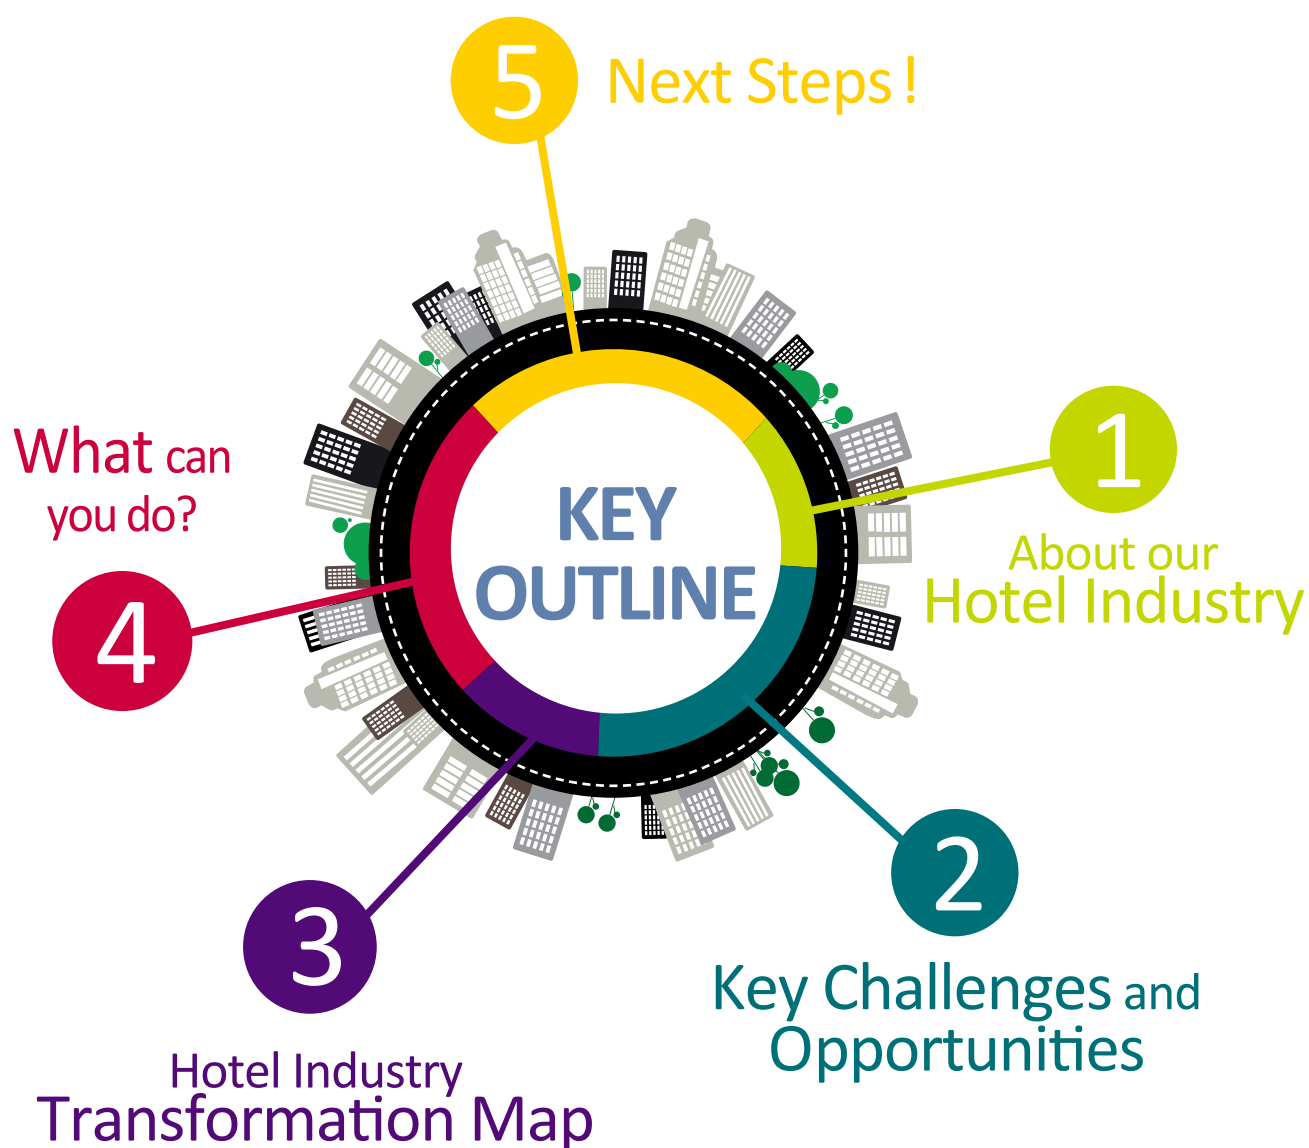 5
Next Steps !
1
About our
Hotel Industry
What can
you do?
KEY
OUTLINE
4
2
Key Challenges and
Opportunities
3
Hotel Industry
Transformation Map